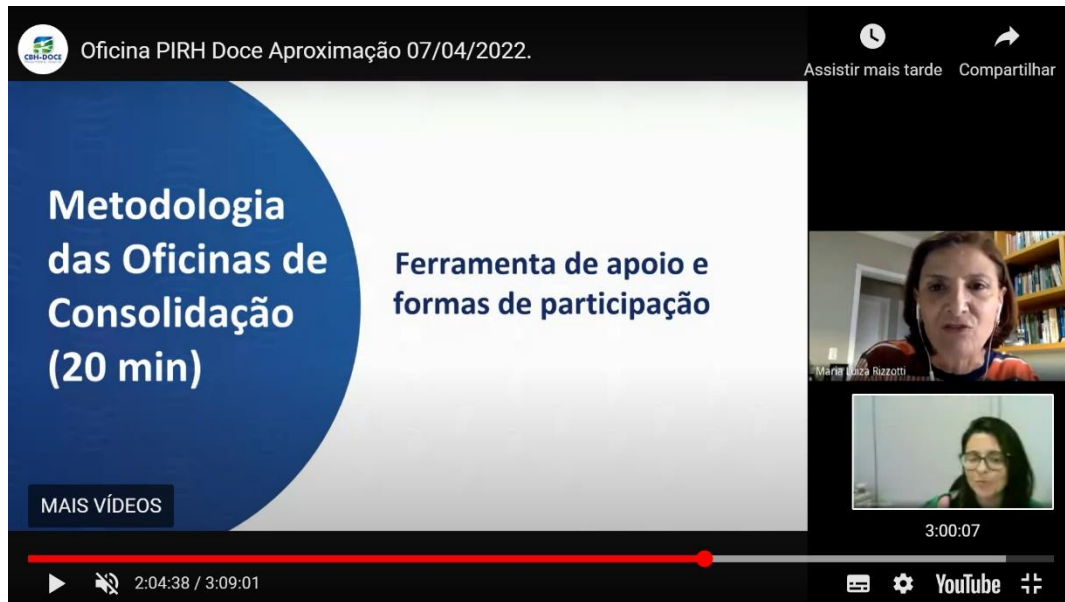 CBH-DOCE
Oficina PIRH Doce Aproximação 07/04/2022.
Assistir mais tarde
Compartilhar
Metodologia
das Oficinas de
Consolidação
(20 min)
Ferramenta de apoio e
formas de participação
Maria Luiza Rizzotti
MAIS VÍDEOS
3:00:07
2:04:38 / 3:09:01
YouTube